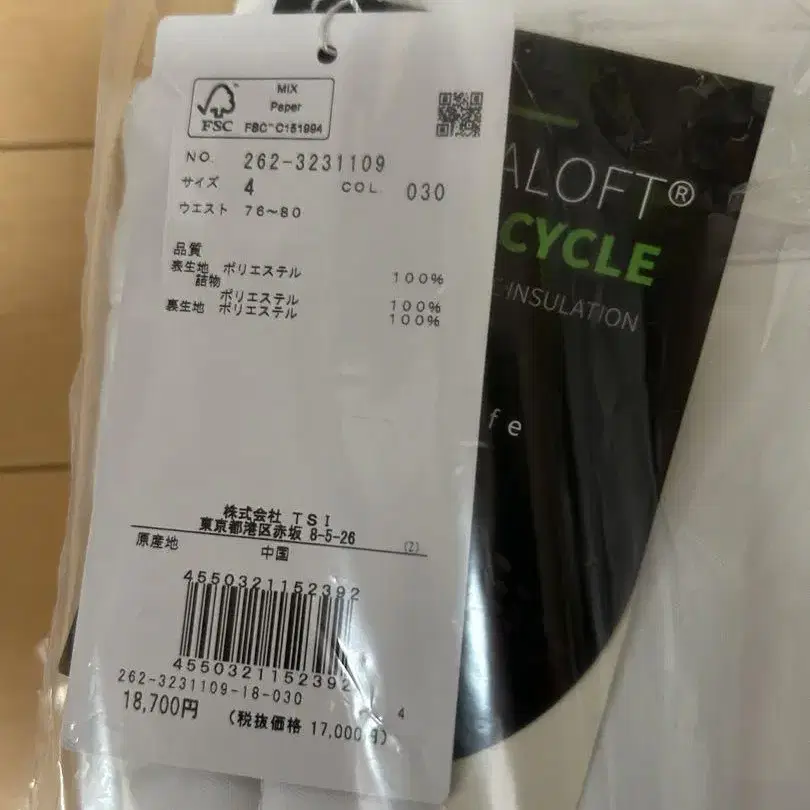 MIX
Paper
FSC
FSC™ C151994
NO. 262-3231109
サイズ 4 COL 030
ウエスト 76～80
品質
表生地 ポリエステル 100%
詰物
ポリエステル 100%
裏生地 ポリエステル 100%
株式会社 TSI
東京都港区赤坂 8-5-26
(2)
原産地 中国
4550321152392
4550321152392
262-3231109-18-030 4
18,700円 (税抜価格 17,000円)
ALOFT®
CYCLE
INSULATION
fe